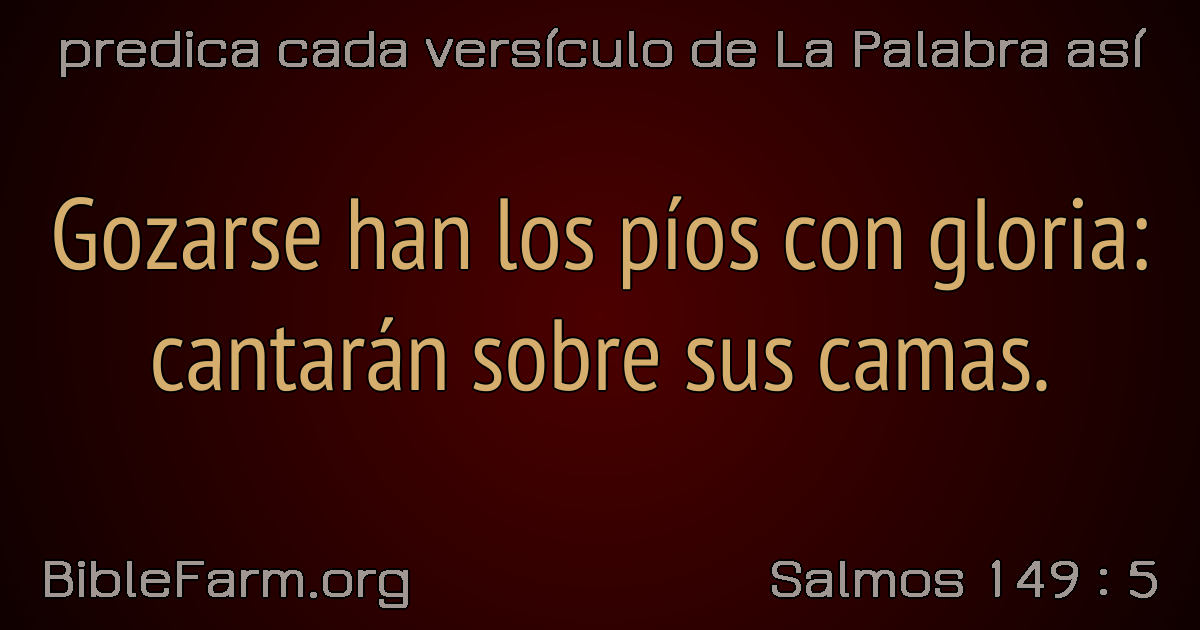 predica cada versículo de La Palabra así
Gozarse han los píos con gloria:
cantarán sobre sus camas.
BibleFarm.org
Salmos 149 : 5